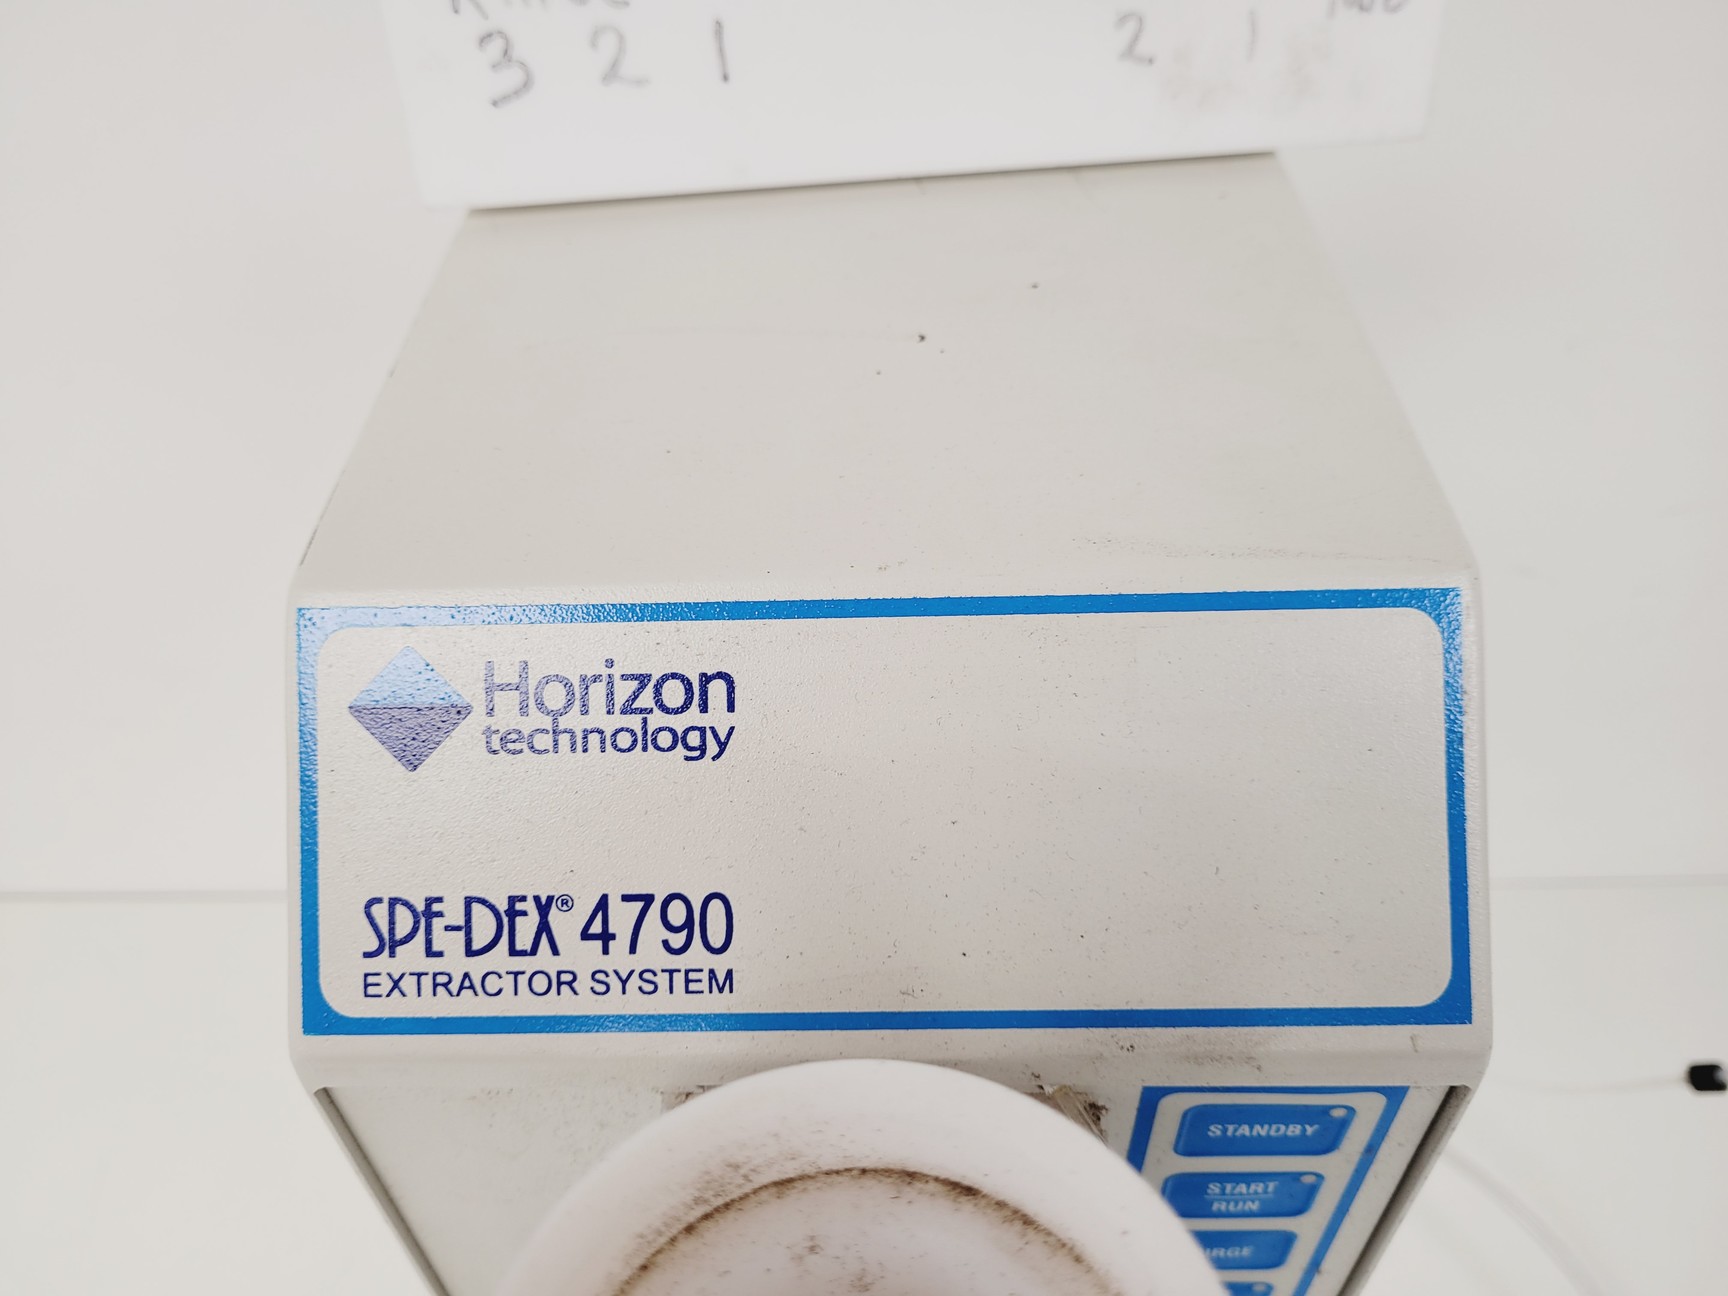 3 2 1 2 1
Horizon
technology
SPE-DEX® 4790
EXTRACTOR SYSTEM
STANDBY
START
RUN